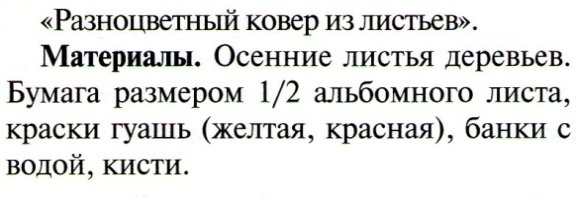 «Разноцветный ковер из листьев».
Материалы. Осенние листья деревьев.
Бумага размером 1/2 альбомного листа,
краски гуашь (желтая, красная), банки с
водой, кисти.